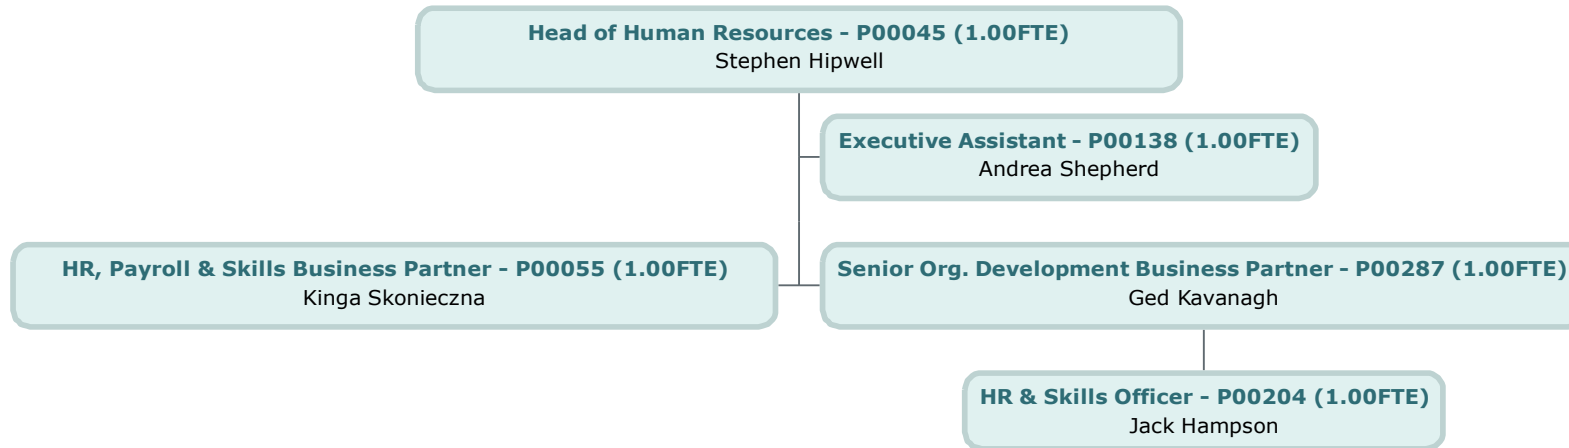 Head of Human Resources - P00045 (1.00FTE)
Stephen Hipwell
Executive Assistant - P00138 (1.00FTE)
Andrea Shepherd
HR, Payroll & Skills Business Partner - P00055 (1.00FTE)
Kinga Skonieczna
Senior Org. Development Business Partner - P00287 (1.00FTE)
Ged Kavanagh
HR & Skills Officer - P00204 (1.00FTE)
Jack Hampson